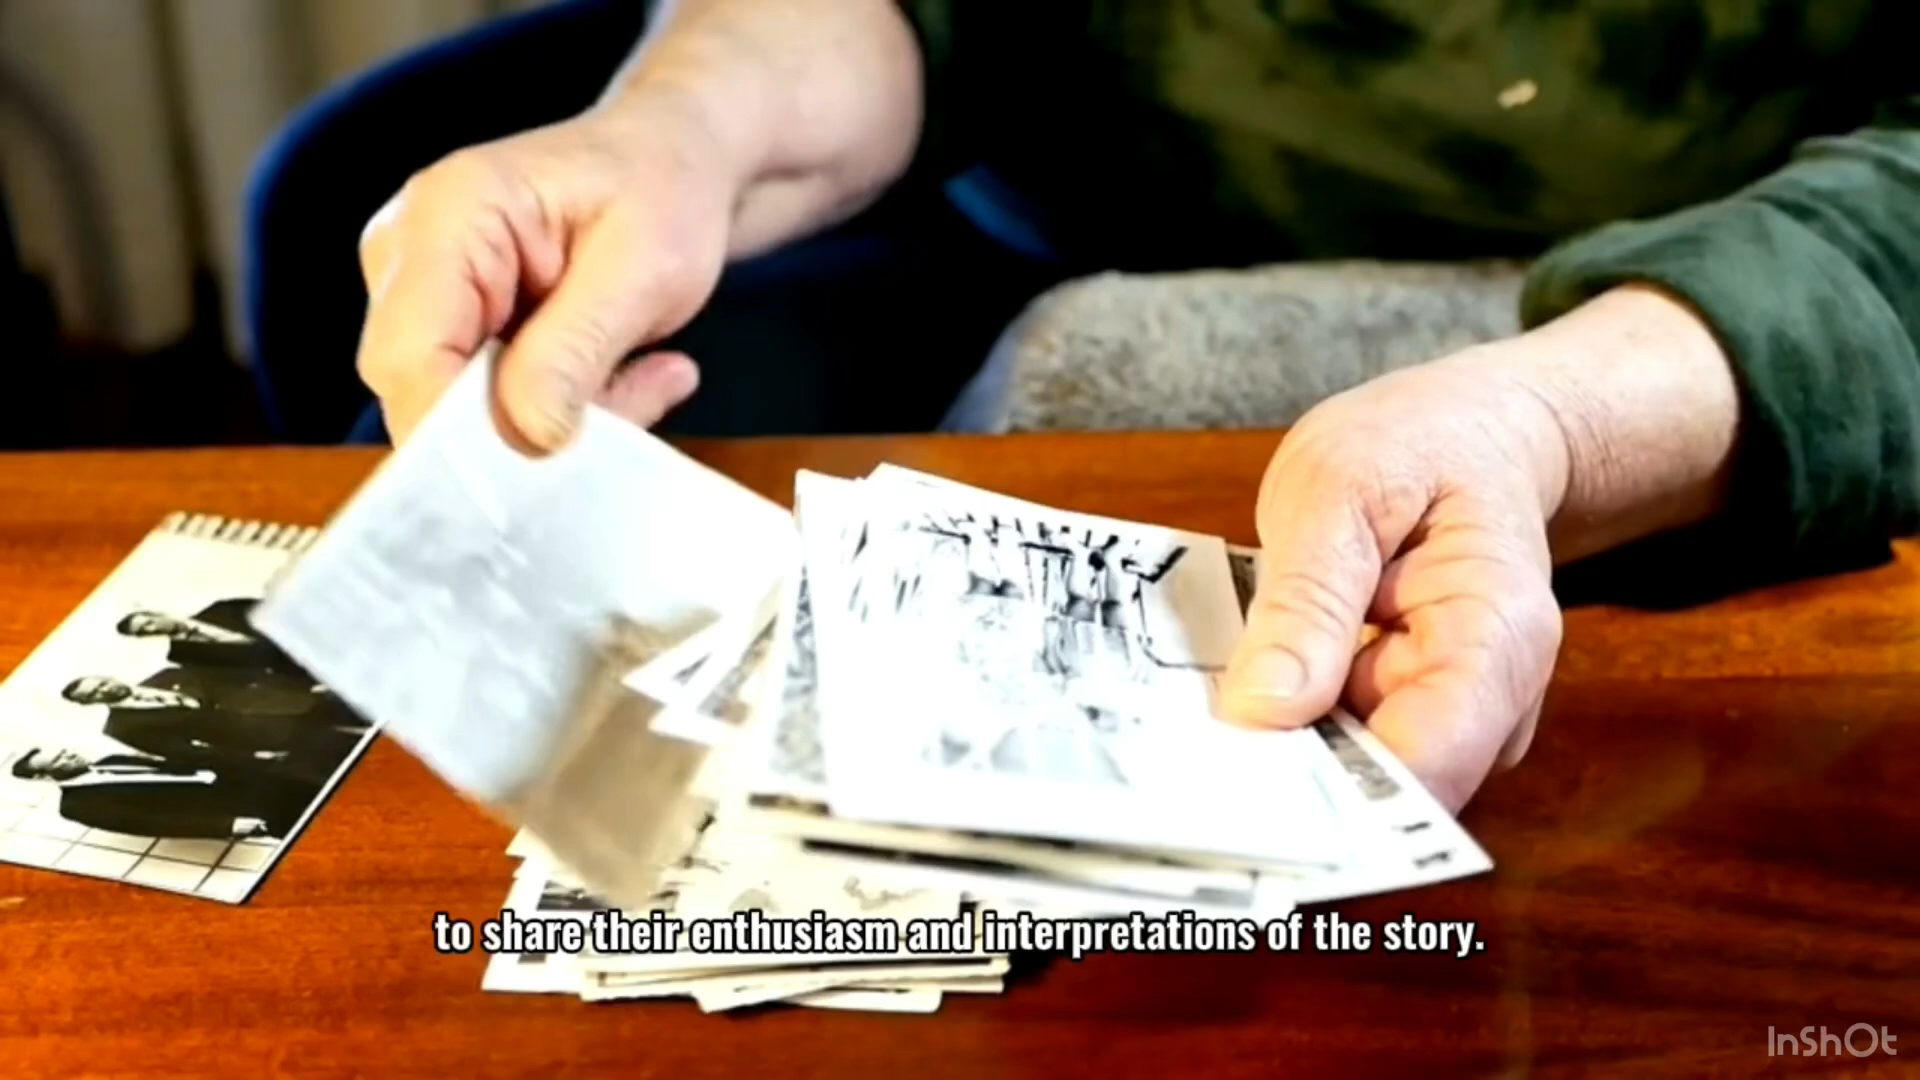 to share their enthusiasm and interpretations of the story.
InShOt